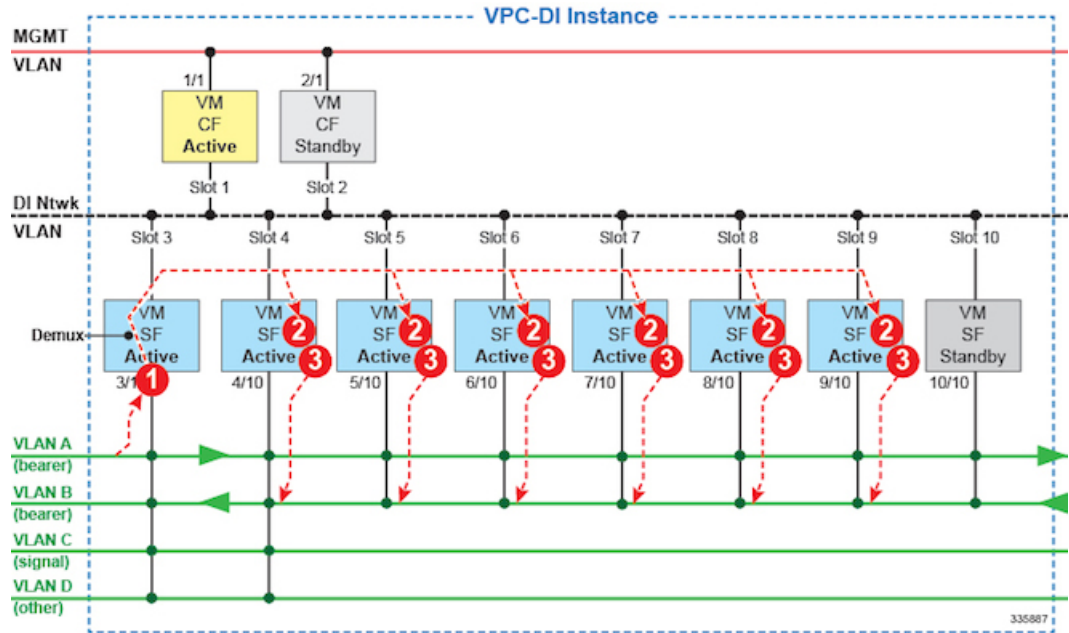 VPC-DI Instance
MGMT
VLAN
1/1
2/1
VM
CF
Active
VM
CF
Standby
Slot 1
Slot 2
DI Ntwk
VLAN
Slot 3
Slot 4
Slot 5
Slot 6
Slot 7
Slot 8
Slot 9
Slot 10
Demux
VM
SF
Active
1
VM
SF
Active
2
3
VM
SF
Active
2
3
VM
SF
Active
2
3
VM
SF
Active
2
3
VM
SF
Active
2
3
VM
SF
Active
2
3
VM
SF
Standby
4/10
5/10
6/10
7/10
8/10
9/10
10/10
VLAN A
(bearer)
VLAN B
(bearer)
VLAN C
(signal)
VLAN D
(other)
335887